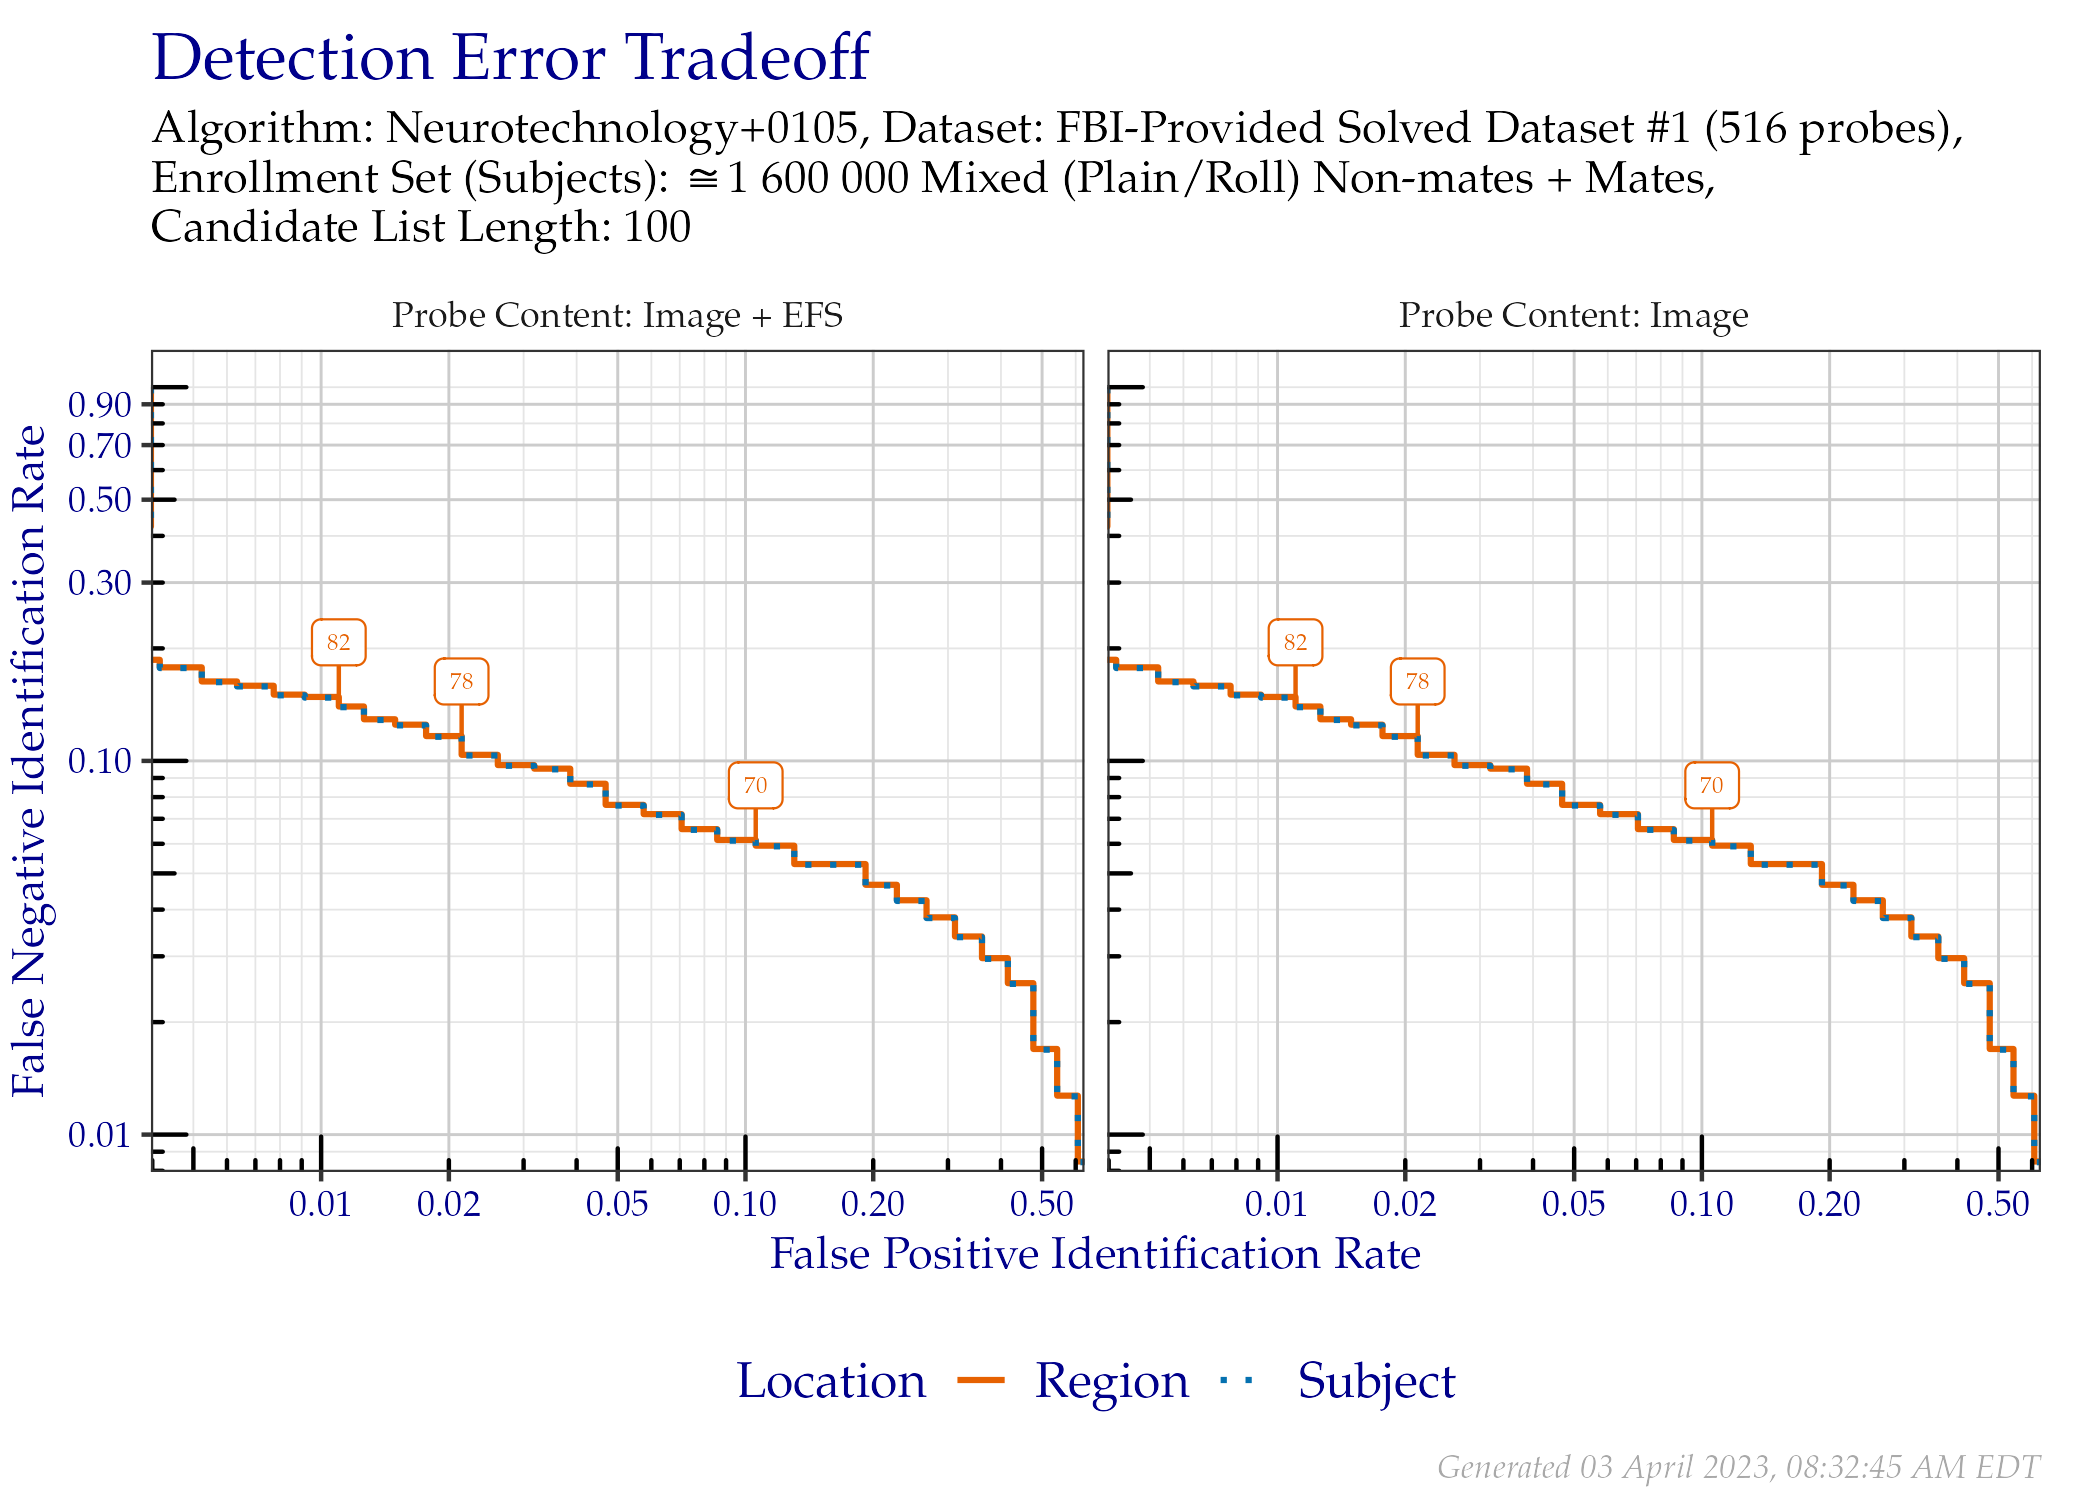 Detection Error Tradeoff
Algorithm: Neurotechnology+0105, Dataset: FBI-Provided Solved Dataset #1 (516 probes),
Enrollment Set (Subjects): ≅1 600 000 Mixed (Plain/Roll) Non-mates + Mates,
Candidate List Length: 100
Probe Content: Image + EFS
Probe Content: Image
False Negative Identification Rate
0.90
0.70
0.50
0.30
0.10
0.01
82
78
70
82
78
70
0.01 0.02 0.05 0.10 0.20 0.50
0.01 0.02 0.05 0.10 0.20 0.50
False Positive Identification Rate
Location Region Subject
Generated 03 April 2023, 08:32:45 AM EDT